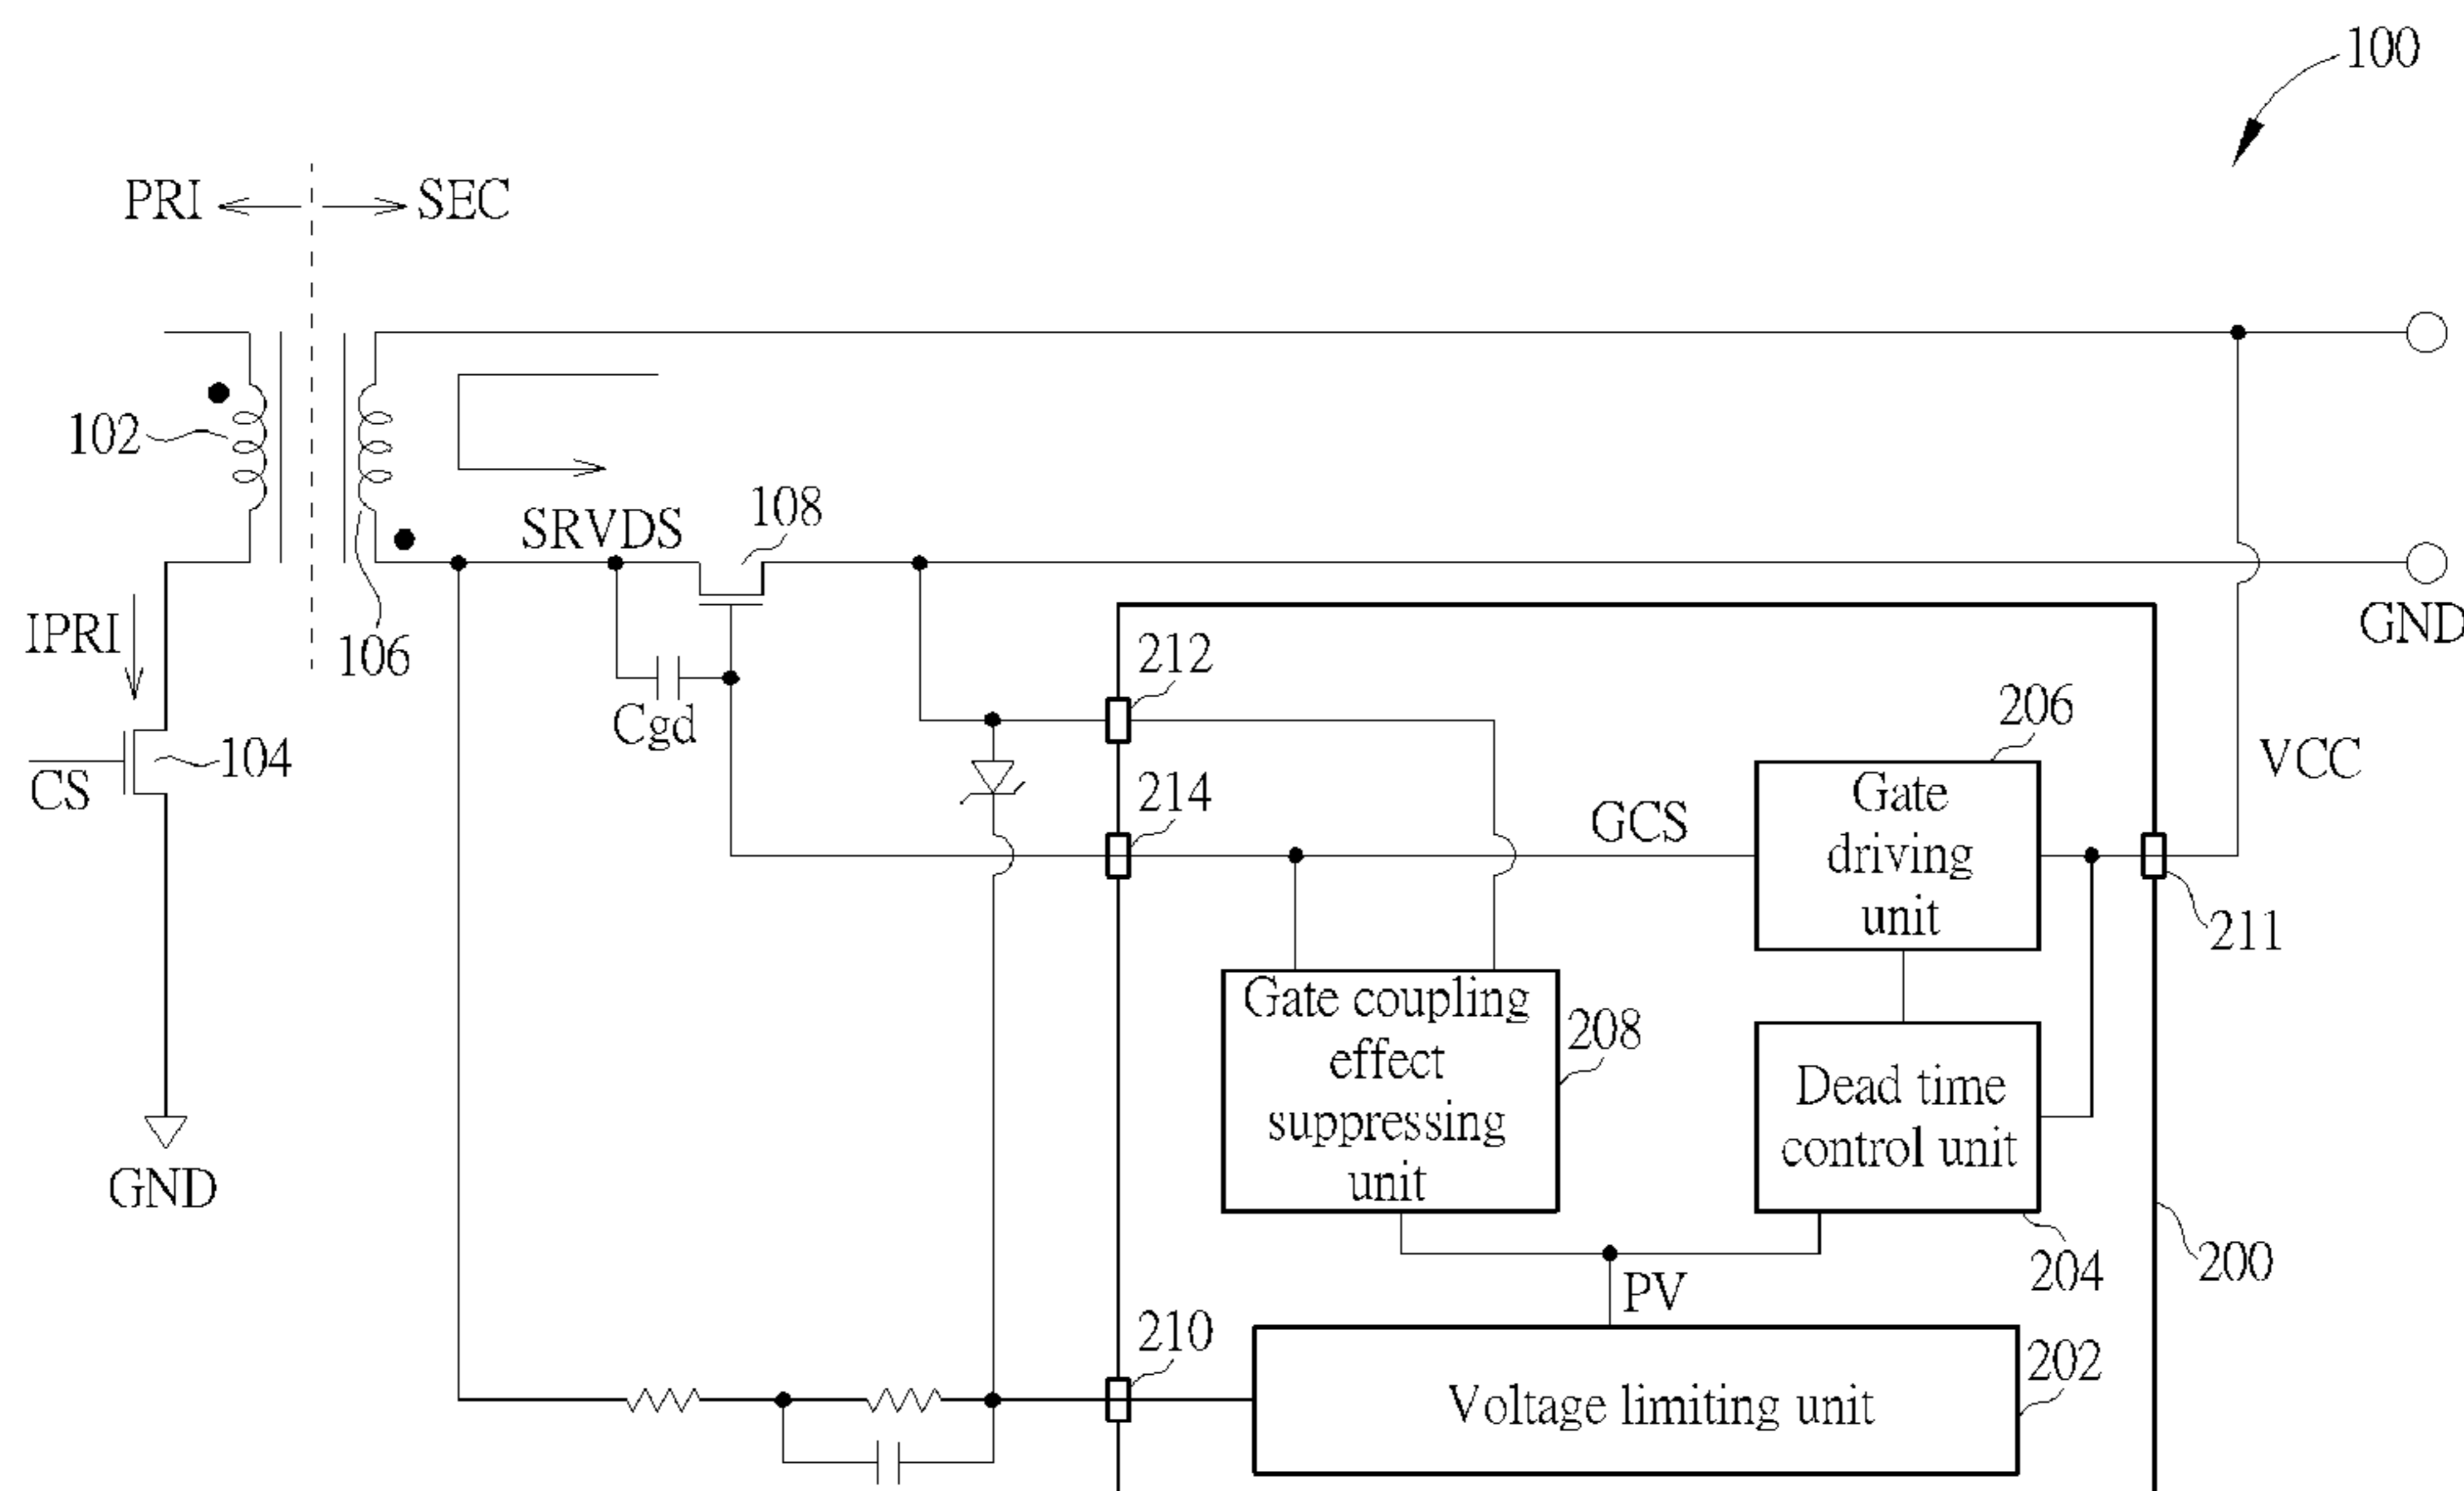 100
PRI
SEC
102
SRVDS
108
IPRI
106
GND
212
Cgd
206
VCC
104
CS
214
GCS
Gate
driving
unit
211
Gate coupling
effect
suppressing
unit
208
Dead time
control unit
GND
204
200
PV
210
202
Voltage limiting unit